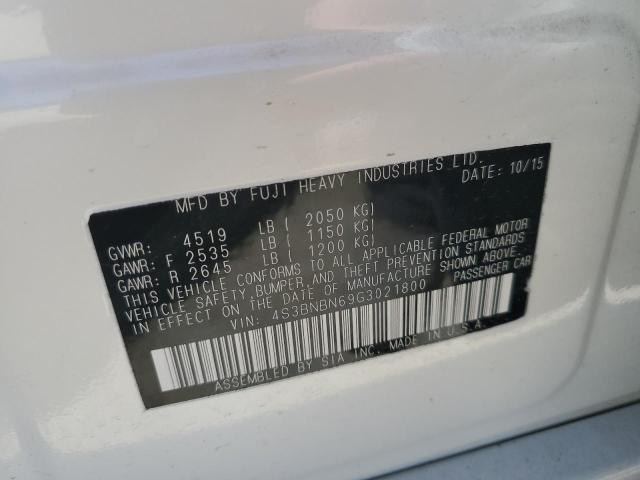 MFD BY FUJI HEAVY INDUSTRIES LTD.
DATE: 10/15
GVWR: 4519 LB ( 2050 KG)
GAWR: F 2535 LB ( 1150 KG)
GAWR: R 2645 LB ( 1200 KG)
THIS VEHICLE CONFORMS TO ALL APPLICABLE FEDERAL MOTOR
VEHICLE SAFETY, BUMPER, AND THEFT PREVENTION STANDARDS
IN EFFECT ON THE DATE OF MANUFACTURE SHOWN ABOVE.
VIN: 4S3BNBN69G3021800 PASSENGER CAR
ASSEMBLED BY SIA INC. MADE IN U.S.A.